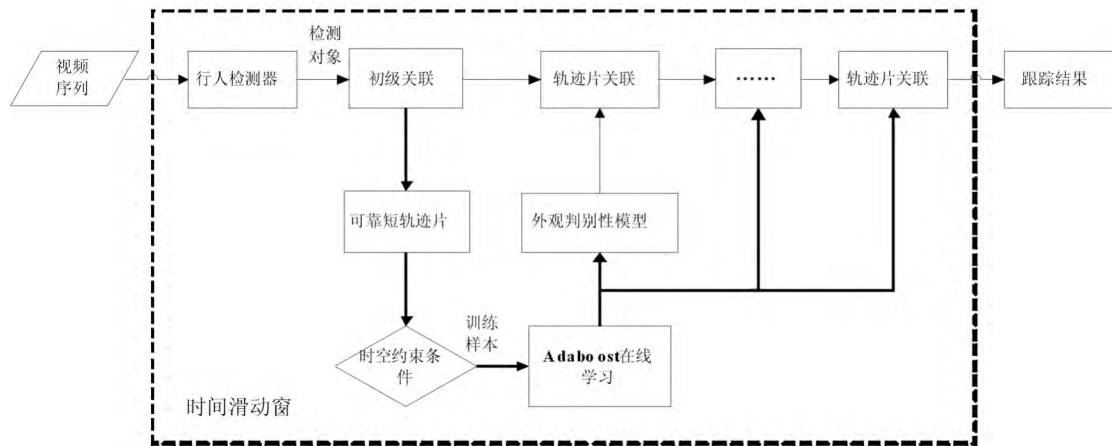 视频
序列
行人检测器
检测
对象
初级关联
轨迹片关联
……
轨迹片关联
跟踪结果
可靠短轨迹片
外观判别性模型
时空约束条
件
训练
样本
Adaboost在线
学习
时间滑动窗